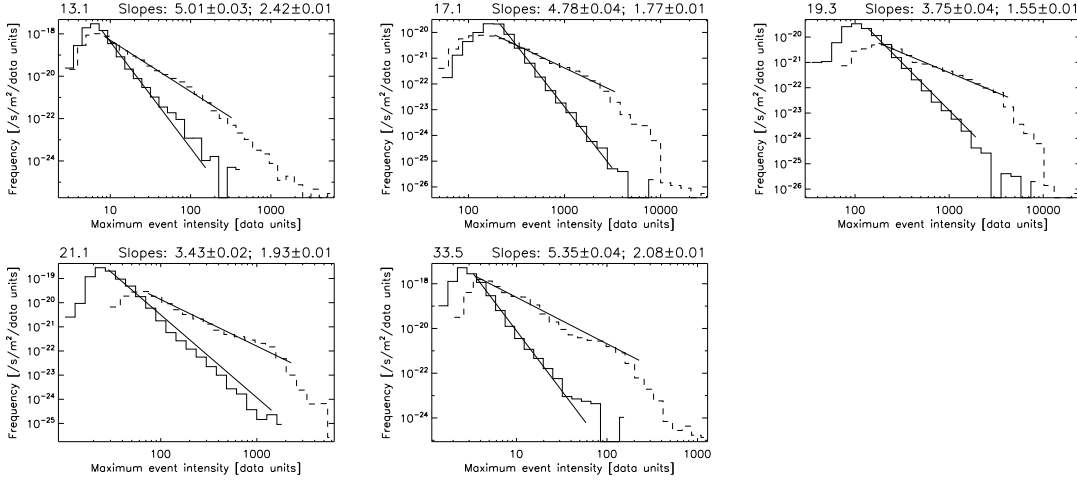 13.1 Slopes: 5.01±0.03; 2.42±0.01
Frequency [/s/m²/data units]
10⁻¹⁸
10⁻²⁰
10⁻²²
10⁻²⁴
10 100 1000
Maximum event intensity [data units]
17.1 Slopes: 4.78±0.04; 1.77±0.01
Frequency [/s/m²/data units]
10⁻²⁰
10⁻²¹
10⁻²²
10⁻²³
10⁻²⁴
10⁻²⁵
10⁻²⁶
100 1000 10000
Maximum event intensity [data units]
19.3 Slopes: 3.75±0.04; 1.55±0.01
Frequency [/s/m²/data units]
10⁻²⁰
10⁻²¹
10⁻²²
10⁻²³
10⁻²⁴
10⁻²⁵
10⁻²⁶
100 1000 10000
Maximum event intensity [data units]
21.1 Slopes: 3.43±0.02; 1.93±0.01
Frequency [/s/m²/data units]
10⁻¹⁹
10⁻²⁰
10⁻²¹
10⁻²²
10⁻²³
10⁻²⁴
10⁻²⁵
100 1000
Maximum event intensity [data units]
33.5 Slopes: 5.35±0.04; 2.08±0.01
Frequency [/s/m²/data units]
10⁻¹⁸
10⁻²⁰
10⁻²²
10⁻²⁴
10 100 1000
Maximum event intensity [data units]